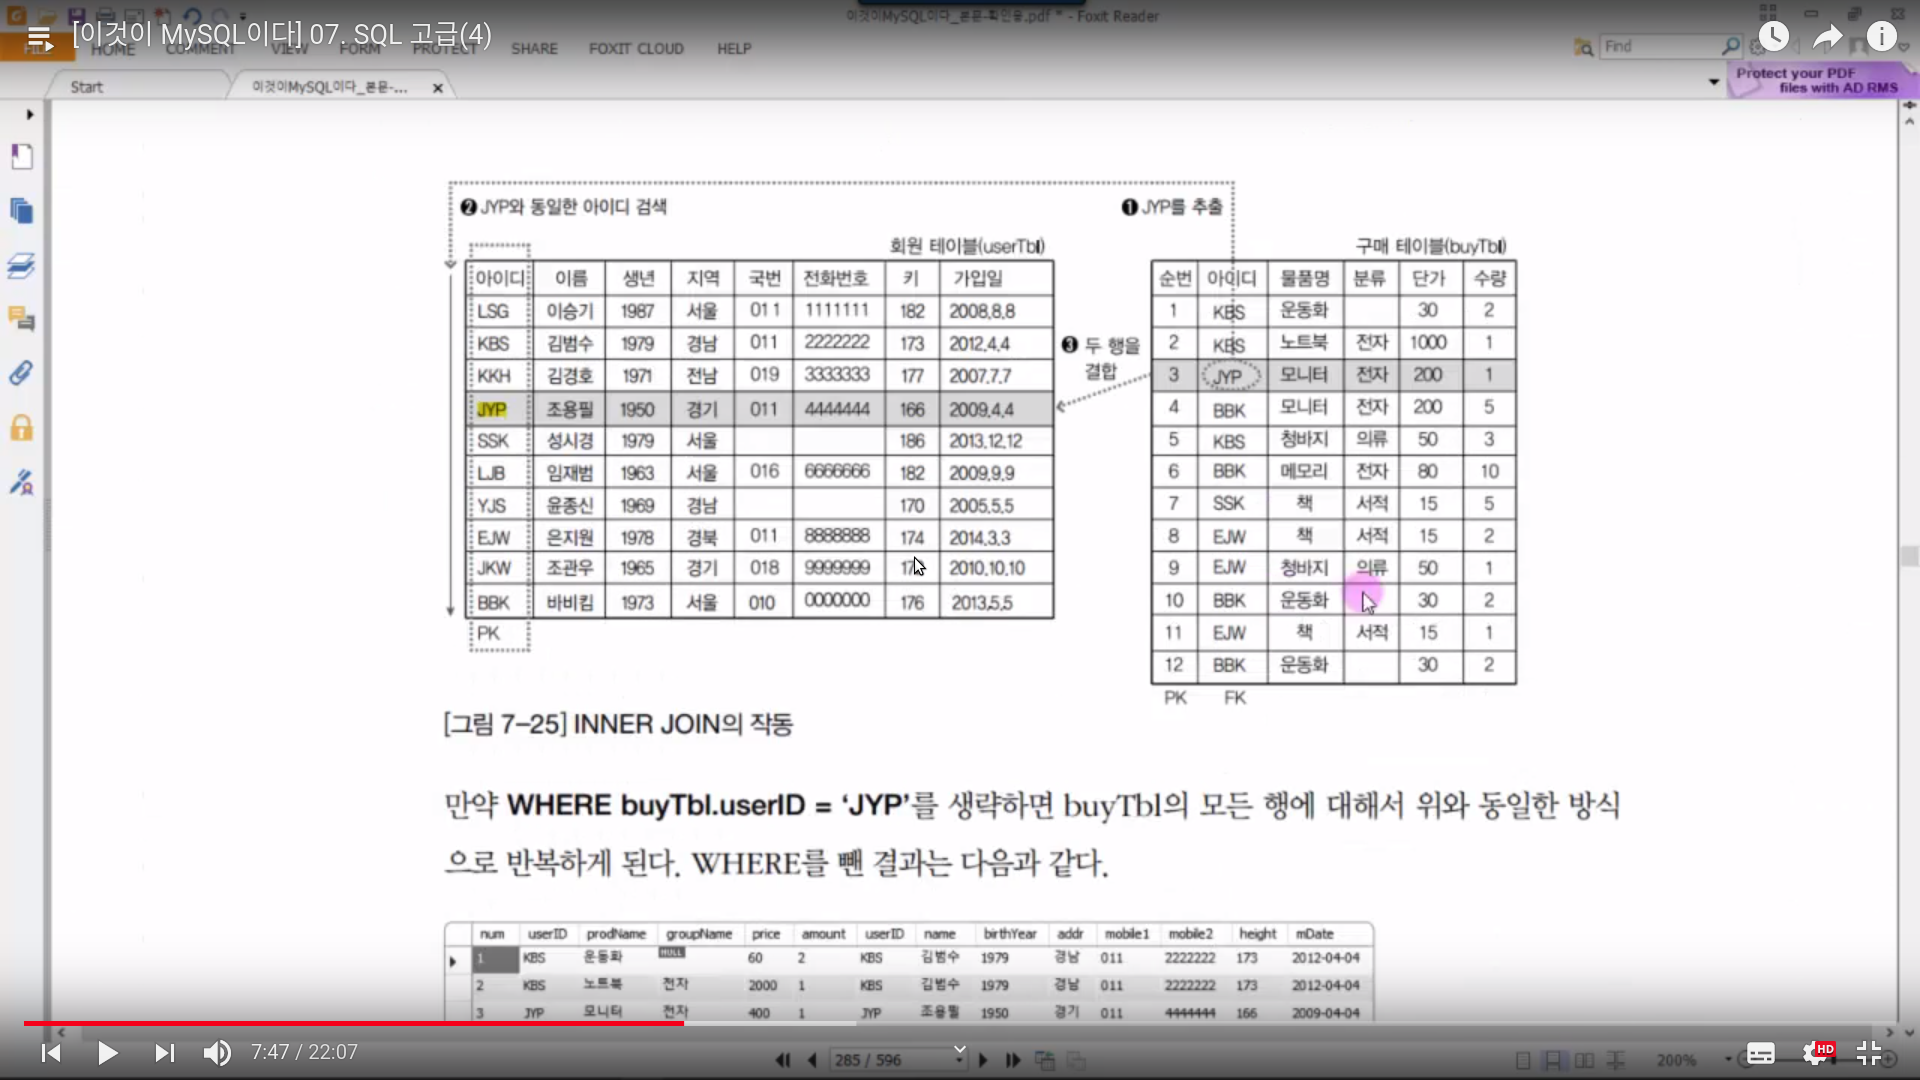 [이것이 MySQL이다] 07. SQL 고급(4)
이것이MySQL이다_본문-확인용.pdf * - Foxit Reader
FILE HOME COMMENT VIEW FORM PROTECT SHARE FOXIT CLOUD HELP
Find
Start
이것이MySQL이다_본문-...
Protect your PDF
files with AD RMS
❷ JYP와 동일한 아이디 검색
❶ JYP를 추출
회원 테이블(userTbl)
아이디 이름 생년 지역 국번 전화번호 키 가입일
LSG 이승기 1987 서울 011 1111111 182 2008.8.8
KBS 김범수 1979 경남 011 2222222 173 2012.4.4
KKH 김경호 1971 전남 019 3333333 177 2007.7.7
JYP 조용필 1950 경기 011 4444444 166 2009.4.4
SSK 성시경 1979 서울 186 2013.12.12
LJB 임재범 1963 서울 016 6666666 182 2009.9.9
YJS 윤종신 1969 경남 170 2005.5.5
EJW 은지원 1978 경북 011 8888888 174 2014.3.3
JKW 조관우 1965 경기 018 9999999 2010.10.10
BBK 바비킴 1973 서울 010 0000000 176 2013.5.5
PK
❸ 두 행을
결합
구매 테이블(buyTbl)
순번 아이디 물품명 분류 단가 수량
1 KBS 운동화 30 2
2 KBS 노트북 전자 1000 1
3 JYP 모니터 전자 200 1
4 BBK 모니터 전자 200 5
5 KBS 청바지 의류 50 3
6 BBK 메모리 전자 80 10
7 SSK 책 서적 15 5
8 EJW 책 서적 15 2
9 EJW 청바지 의류 50 1
10 BBK 운동화 30 2
11 EJW 책 서적 15 1
12 BBK 운동화 30 2
PK FK
[그림 7-25] INNER JOIN의 작동
만약 WHERE buyTbl.userID = ‘JYP’를 생략하면 buyTbl의 모든 행에 대해서 위와 동일한 방식
으로 반복하게 된다. WHERE를 뺀 결과는 다음과 같다.
num userID prodName groupName price amount userID name birthYear addr mobile1 mobile2 height mDate
1 KBS 운동화 NULL 60 2 KBS 김범수 1979 경남 011 2222222 173 2012-04-04
2 KBS 노트북 전자 2000 1 KBS 김범수 1979 경남 011 2222222 173 2012-04-04
3 JYP 모니터 전자 400 1 JYP 조용필 1950 경기 011 4444444 166 2009-04-04
7:47 / 22:07
285 / 596
200%
HD